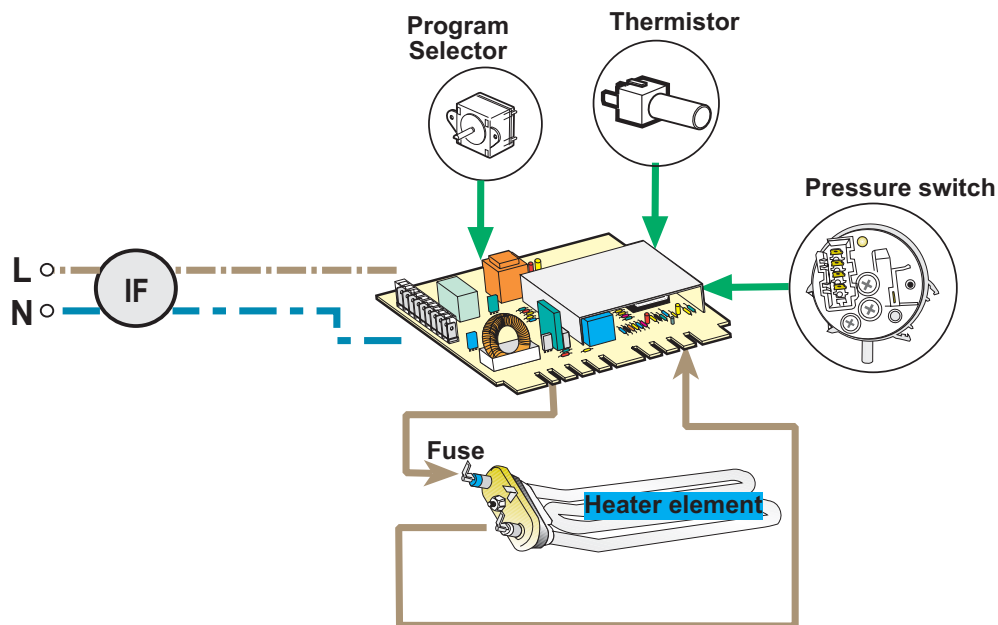 Program
Selector
Thermistor
Pressure switch
L
IF
N
Fuse
Heater element